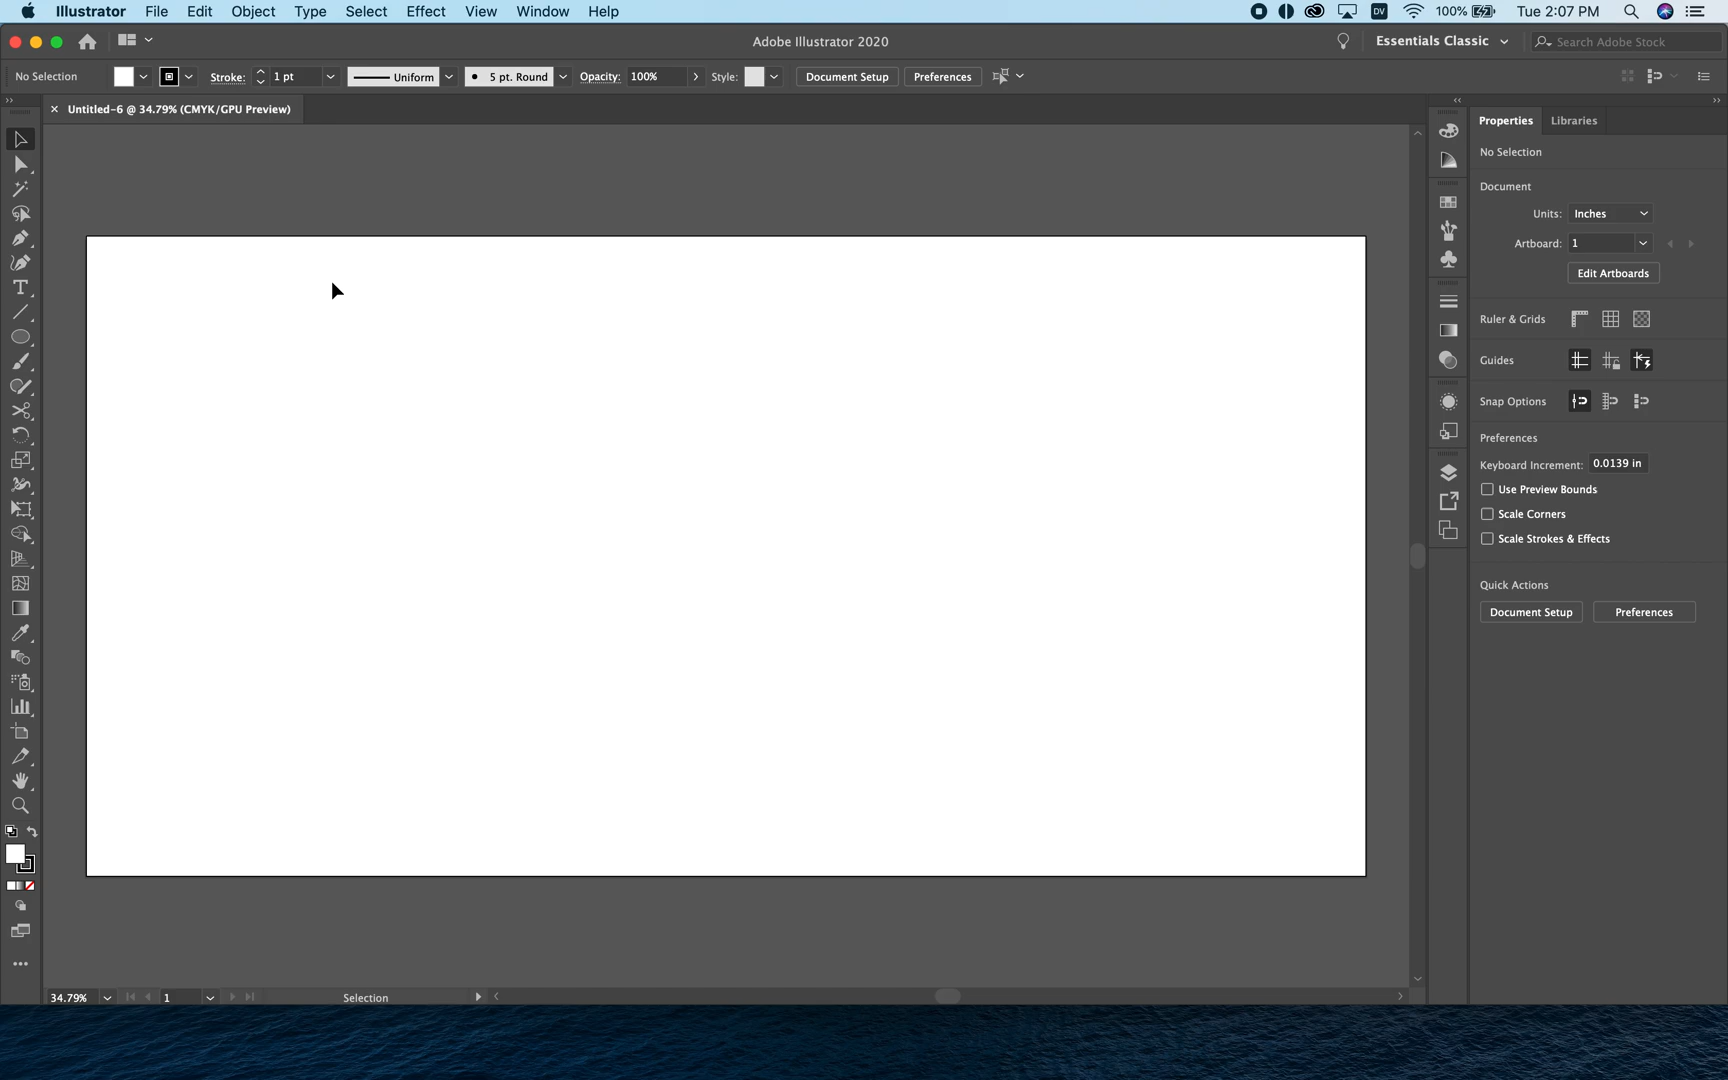 Illustrator File Edit Object Type Select Effect View Window Help DV 100% Tue 2:07 PM
Adobe Illustrator 2020 Essentials Classic Search Adobe Stock
No Selection Stroke: 1 pt Uniform 5 pt. Round Opacity: 100% Style: Document Setup Preferences
× Untitled-6 @ 34.79% (CMYK/GPU Preview)
Properties Libraries
No Selection
Document
Units: Inches
Artboard: 1
Edit Artboards
Ruler & Grids
Guides
Snap Options
Preferences
Keyboard Increment: 0.0139 in
Use Preview Bounds
Scale Corners
Scale Strokes & Effects
Quick Actions
Document Setup Preferences
34.79% 1 Selection